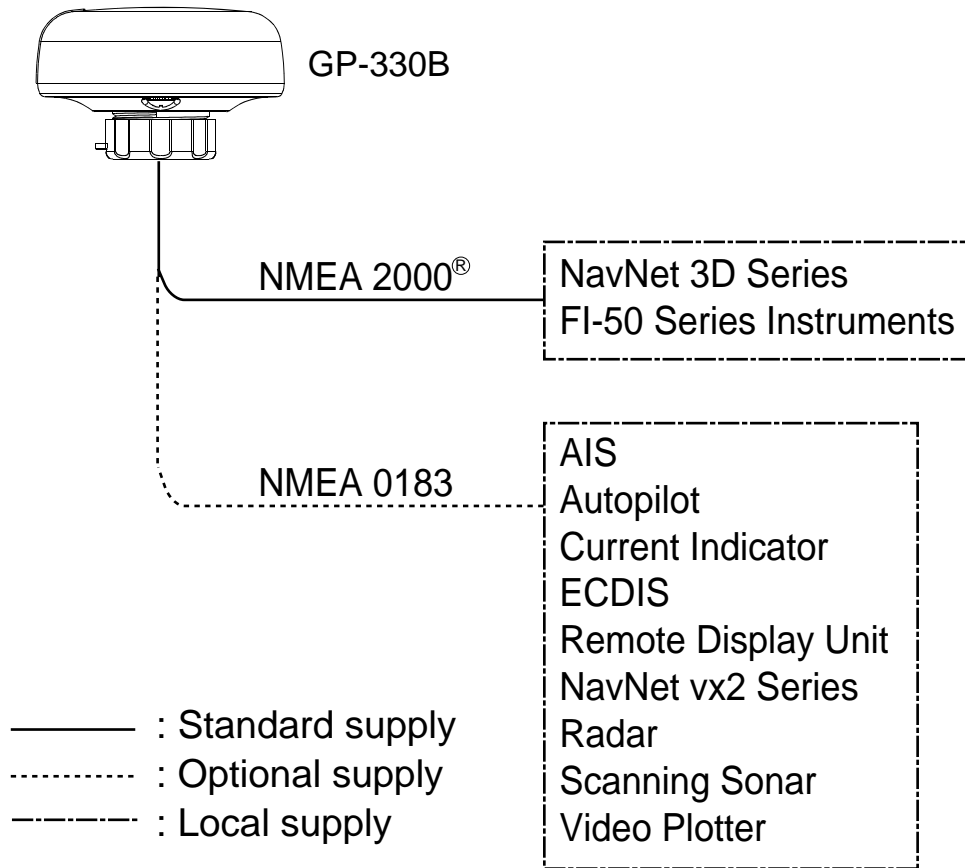 GP-330B
NMEA 2000®
NavNet 3D Series
FI-50 Series Instruments
NMEA 0183
AIS
Autopilot
Current Indicator
ECDIS
Remote Display Unit
NavNet vx2 Series
Radar
Scanning Sonar
Video Plotter
: Standard supply
: Optional supply
: Local supply